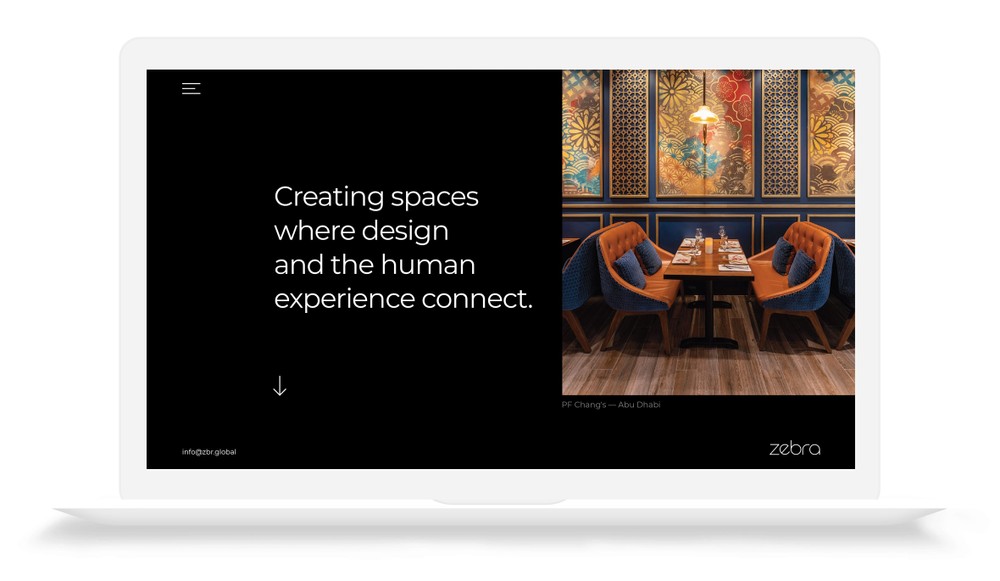 Creating spaces
where design
and the human
experience connect.
PF Chang's — Abu Dhabi
info@zbr.global
zebra